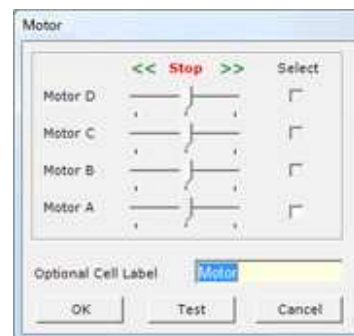 Motor
<< Stop >> Select
Motor D
Motor C
Motor B
Motor A
Optional Cell Label Motor
OK Test Cancel